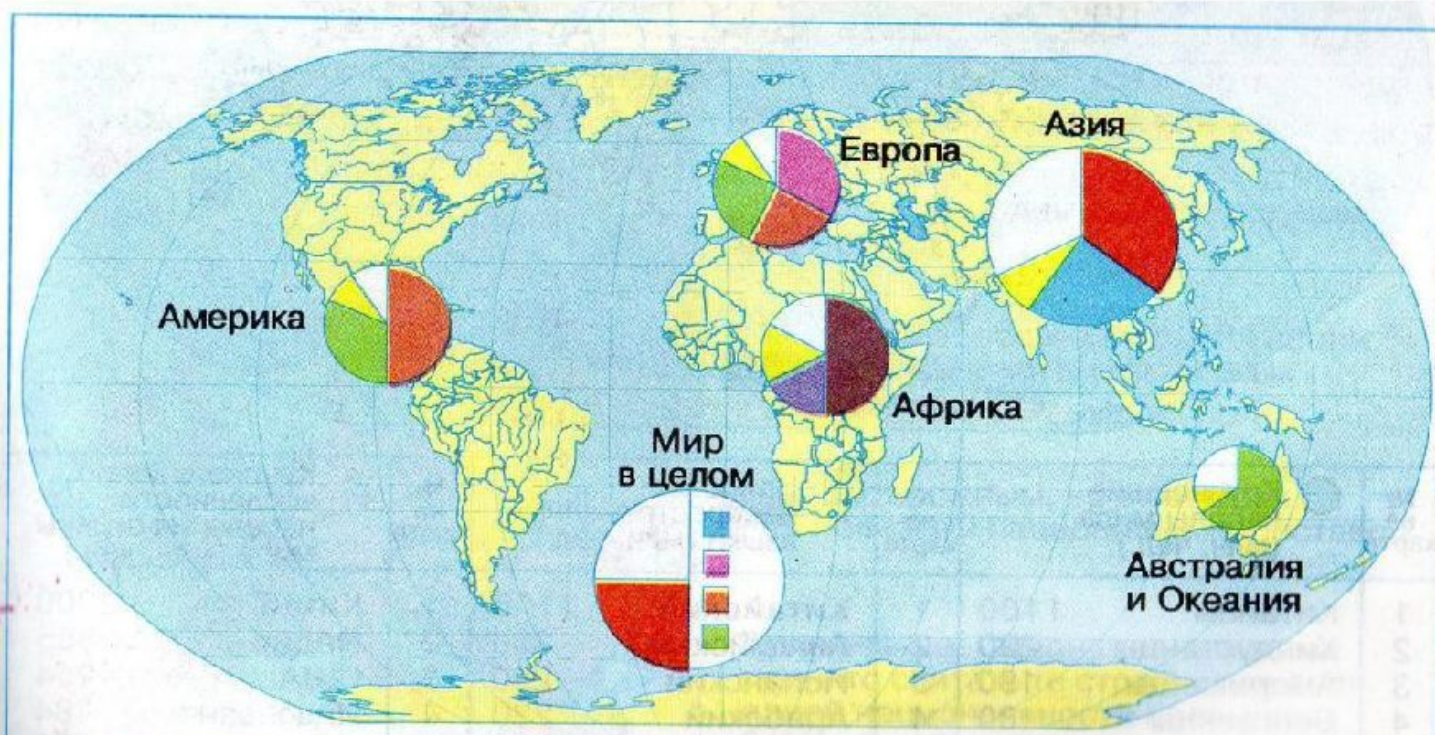 Европа
Азия
Америка
Африка
Мир
в целом
Австралия
и Океания